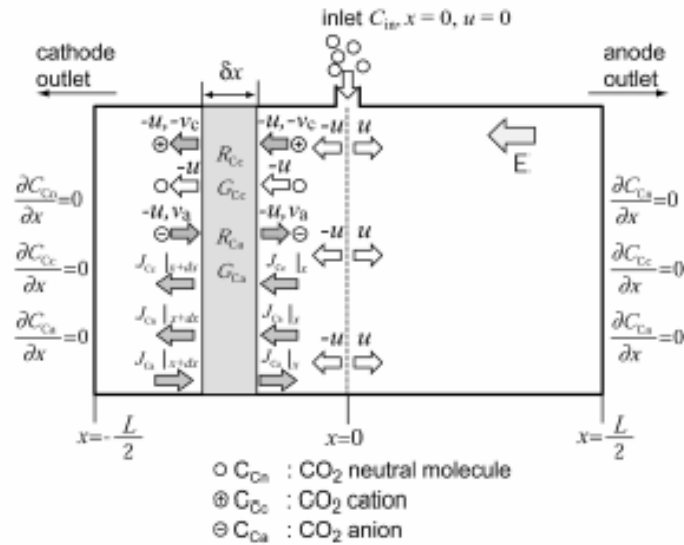 inlet C_in, x = 0, u = 0
cathode outlet
anode outlet
δx
-u, -v_c
-u, -v_c
-u
u
E
R_Cc
-u
-u
G_Cc
∂C_Cn/∂x=0
∂C_Ca/∂x=0
-u, v_a
-u, v_a
R_Ca
-u
u
∂C_Cc/∂x=0
J_Cc|x+dx
G_Ca
J_Cc|x
∂C_Cc/∂x=0
∂C_Ca/∂x=0
J_Cn|x+dx
J_Cn|x
∂C_Ca/∂x=0
-u
u
J_Ca|x+dx
J_Ca|x
x=-L/2
x=0
x=L/2
C_Cn : CO2 neutral molecule
C_Cc : CO2 cation
C_Ca : CO2 anion